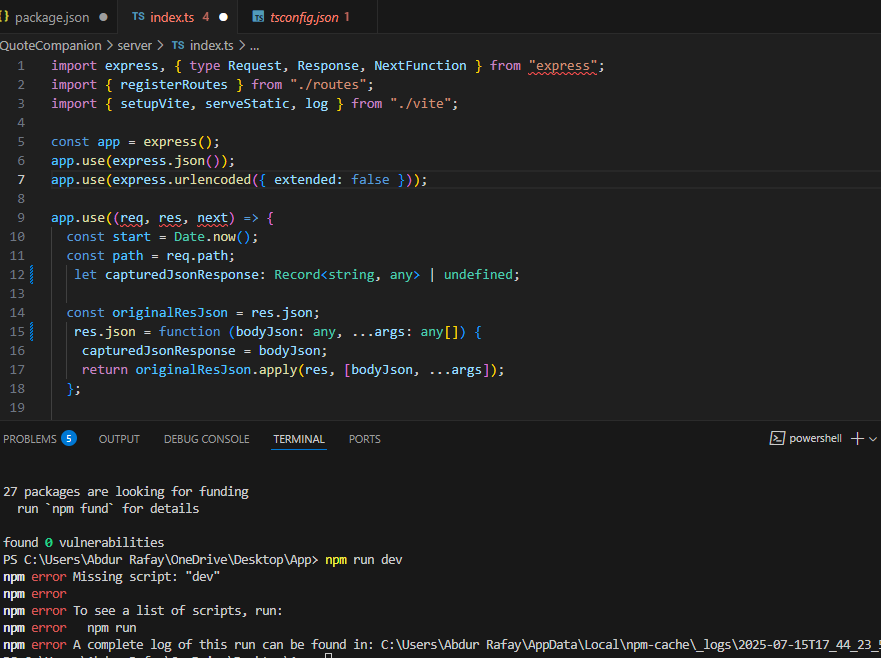 {} package.json
TS index.ts 4
TS tsconfig.json 1
QuoteCompanion > server > TS index.ts > ...
1 import express, { type Request, Response, NextFunction } from "express";
2 import { registerRoutes } from "./routes";
3 import { setupVite, serveStatic, log } from "./vite";
4
5 const app = express();
6 app.use(express.json());
7 app.use(express.urlencoded({ extended: false }));
8
9 app.use((req, res, next) => {
10 const start = Date.now();
11 const path = req.path;
12 let capturedJsonResponse: Record<string, any> | undefined;
13
14 const originalResJson = res.json;
15 res.json = function (bodyJson: any, ...args: any[]) {
16 capturedJsonResponse = bodyJson;
17 return originalResJson.apply(res, [bodyJson, ...args]);
18 };
19
PROBLEMS 5 OUTPUT DEBUG CONSOLE TERMINAL PORTS powershell
27 packages are looking for funding
run `npm fund` for details
found 0 vulnerabilities
PS C:\Users\Abdur Rafay\OneDrive\Desktop\App> npm run dev
npm error Missing script: "dev"
npm error
npm error To see a list of scripts, run:
npm error npm run
npm error A complete log of this run can be found in: C:\Users\Abdur Rafay\AppData\Local\npm-cache\_logs\2025-07-15T17_44_23_